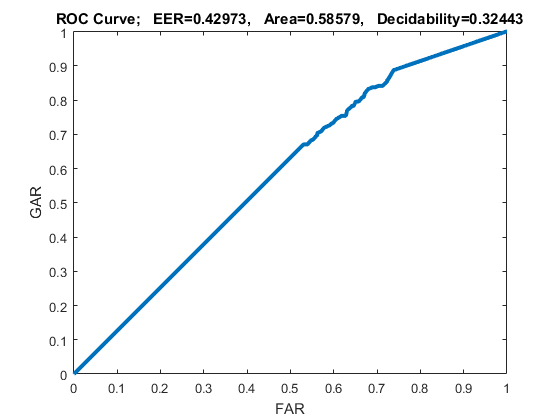 ROC Curve; EER=0.42973, Area=0.58579, Decidability=0.32443
1
0.9
0.8
0.7
0.6
0.5
0.4
0.3
0.2
0.1
0
GAR
0 0.1 0.2 0.3 0.4 0.5 0.6 0.7 0.8 0.9 1
FAR